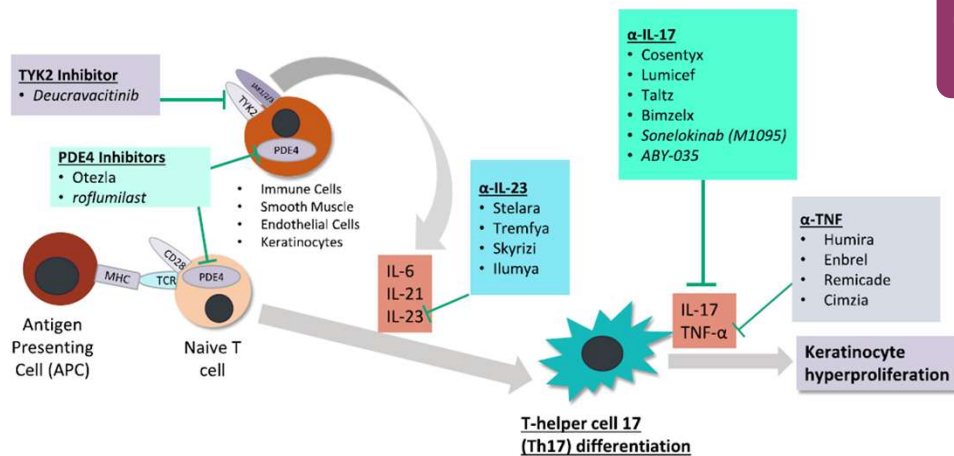 TYK2 Inhibitor
• Deucravacitinib
PDE4 Inhibitors
• Otezla
• roflumilast
TYK2
PDE4
• Immune Cells
• Smooth Muscle
• Endothelial Cells
• Keratinocytes
MHC
TCR
CD28
PDE4
Antigen
Presenting
Cell (APC)
Naive T
cell
IL-6
IL-21
IL-23
α-IL-23
• Stelara
• Tremfya
• Skyrizi
• Ilumya
α-IL-17
• Cosentyx
• Lumicef
• Taltz
• Bimzelx
• Sonelokinab (M1095)
• ABY-035
α-TNF
• Humira
• Enbrel
• Remicade
• Cimzia
IL-17
TNF-α
T-helper cell 17
(Th17) differentiation
Keratinocyte
hyperproliferation